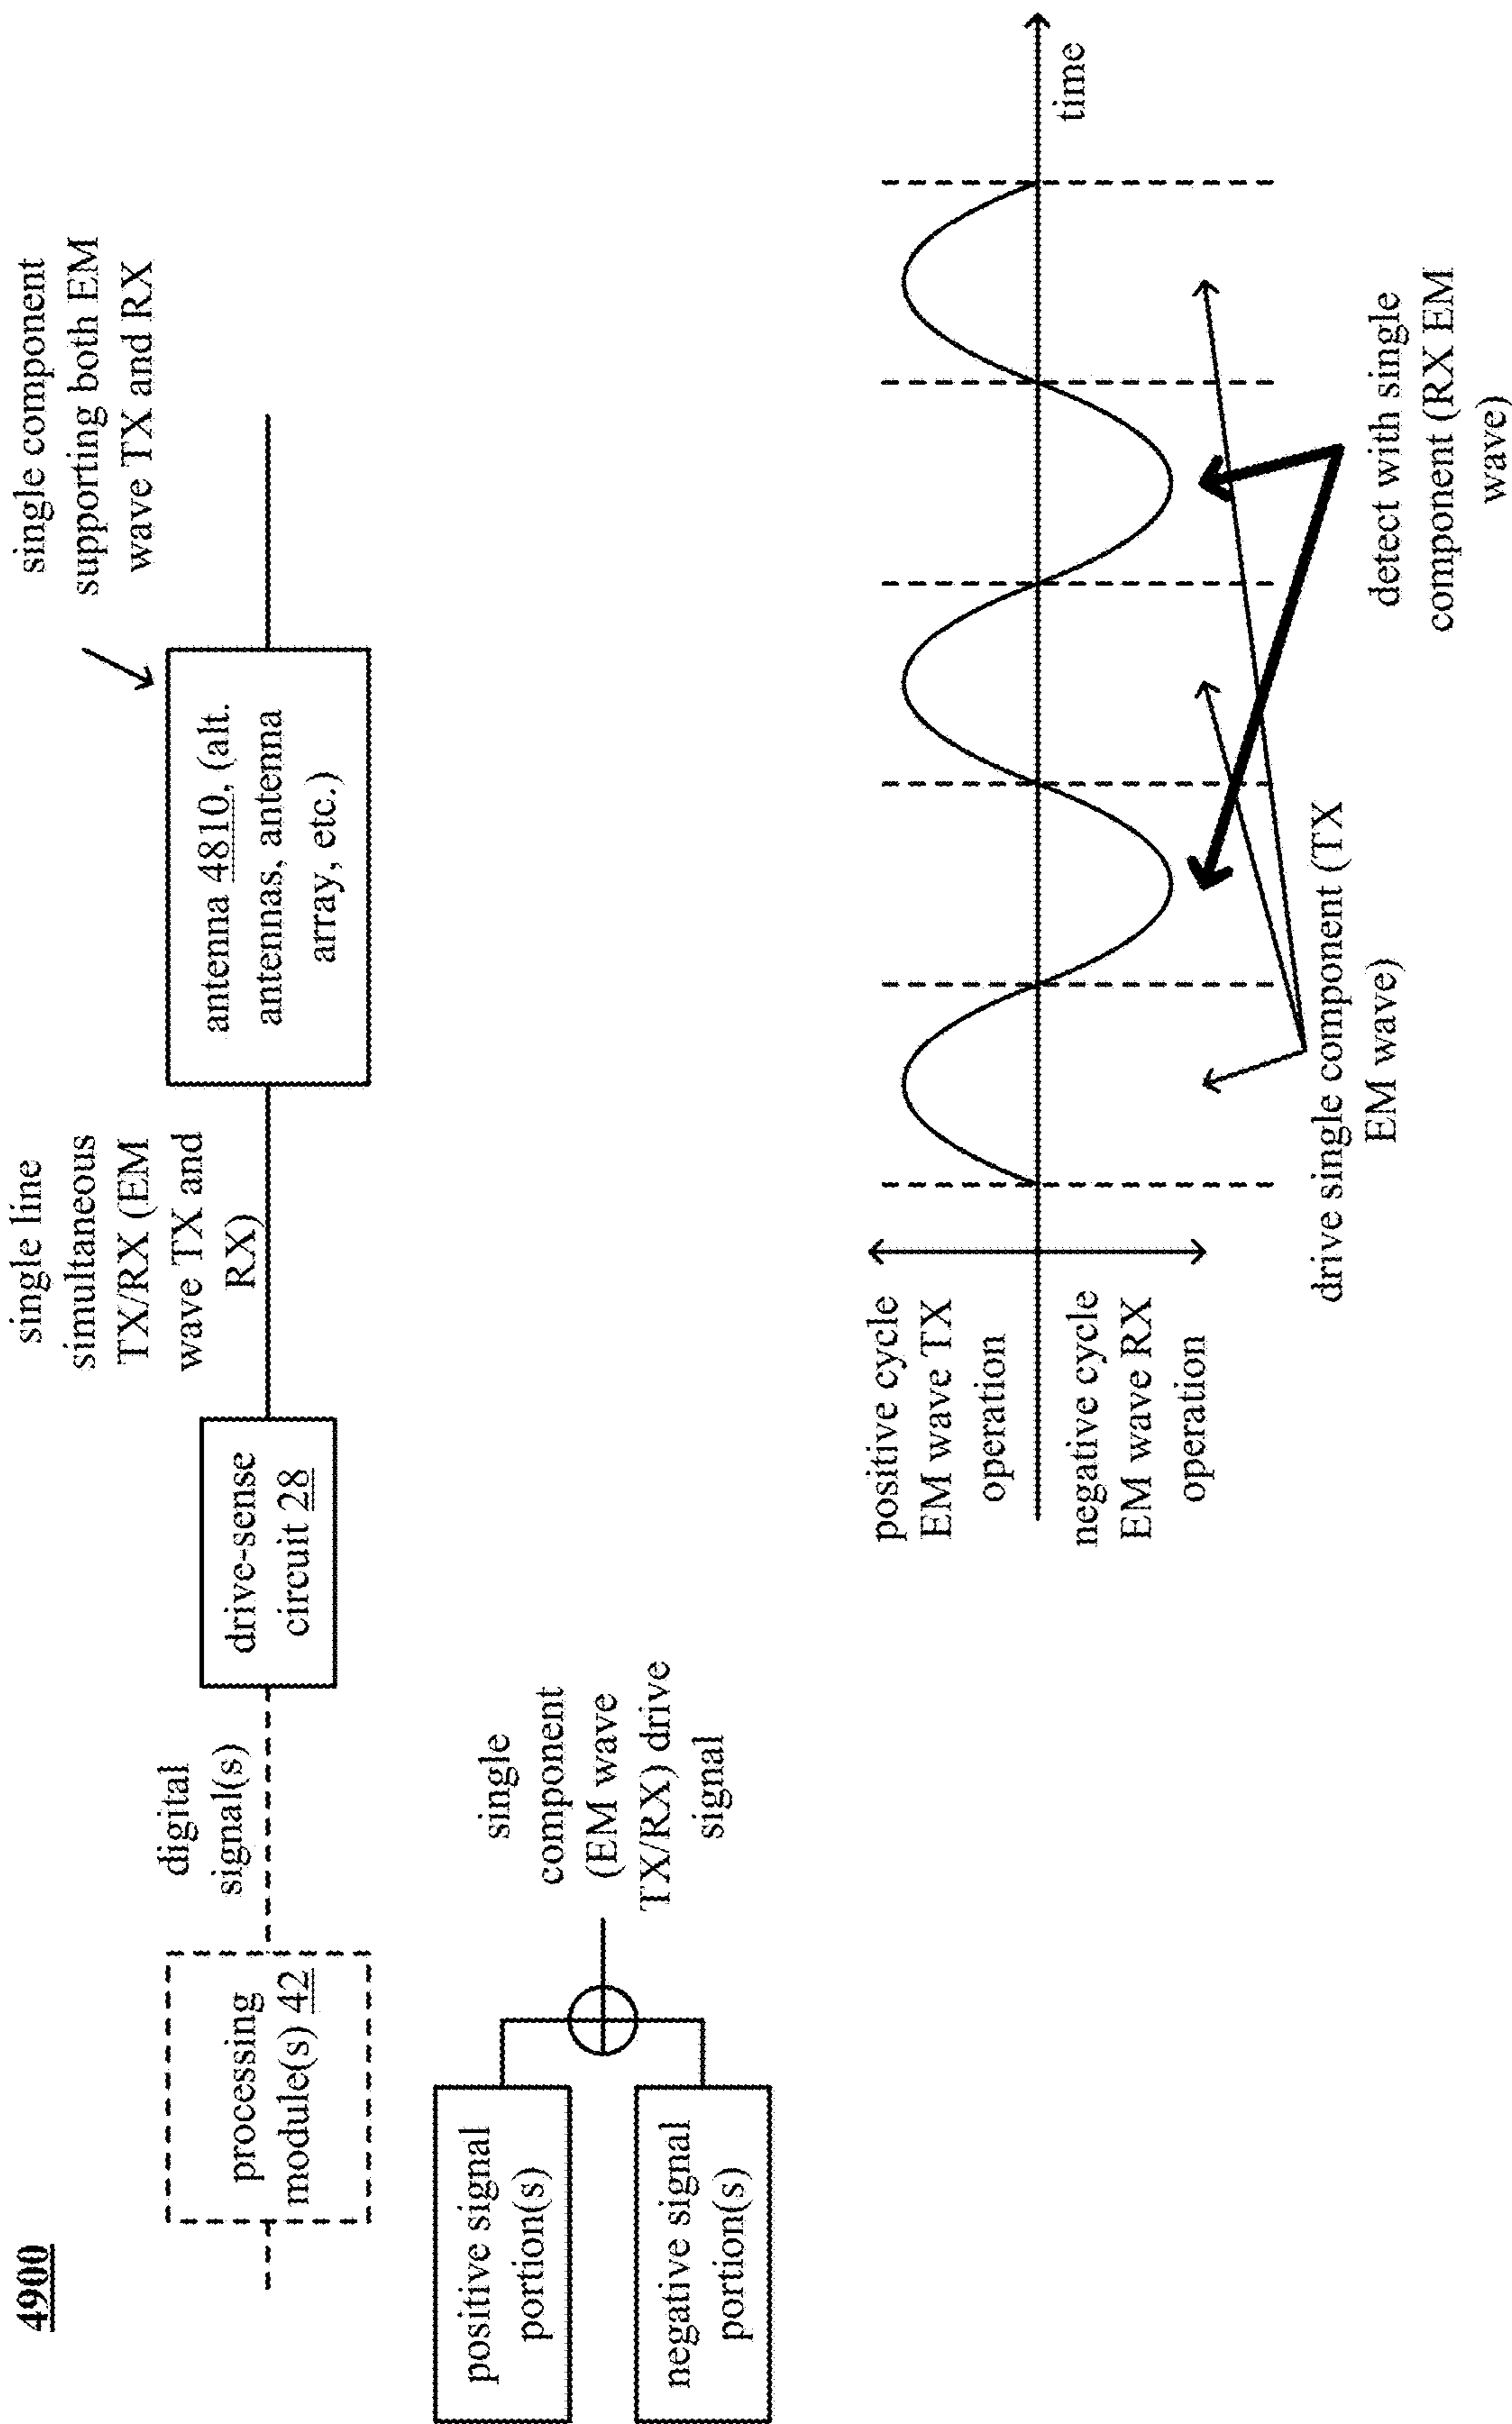 4900
processing
module(s) 42
digital
signal(s)
drive-sense
circuit 28
single line
simultaneous
TX/RX (EM
wave TX and
RX)
antenna 4810, (alt.
antennas, antenna
array, etc.)
single component
supporting both EM
wave TX and RX
positive signal
portion(s)
negative signal
portion(s)
single
component
(EM wave
TX/RX) drive
signal
positive cycle
EM wave TX
operation
negative cycle
EM wave RX
operation
time
drive single component (TX
EM wave)
detect with single
component (RX EM
wave)